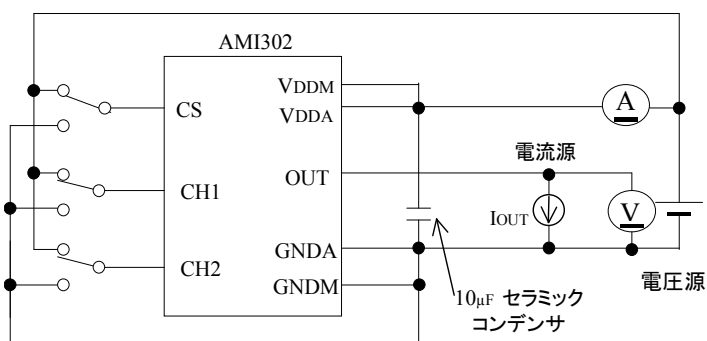 AMI302
VDDM
CS
VDDA
A
電流源
CH1
OUT
IOUT
V
GNDA
CH2
GNDM
電圧源
10μF セラミック
コンデンサ